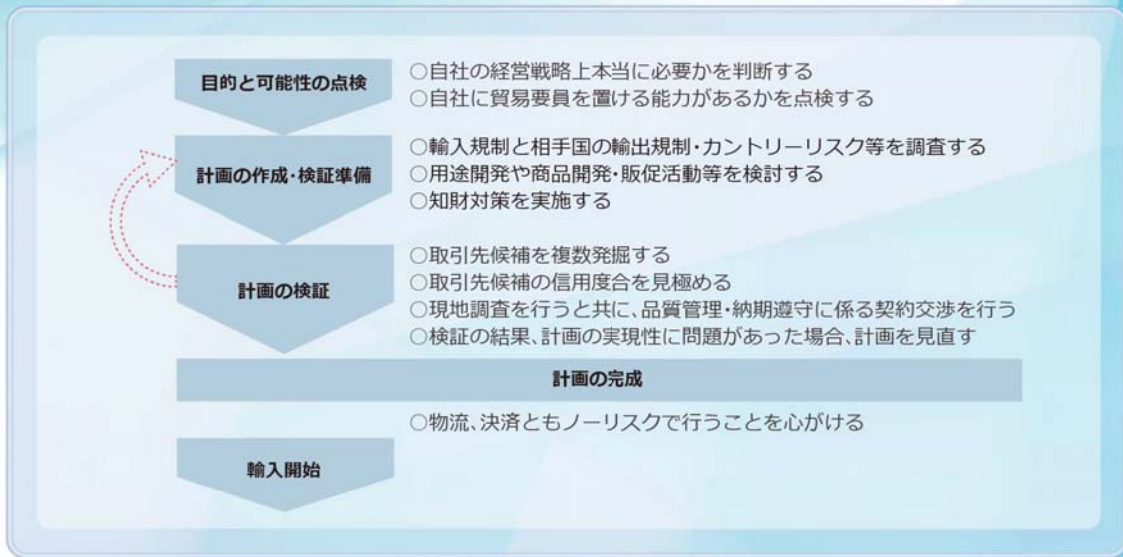 目的と可能性の点検
○自社の経営戦略上本当に必要かを判断する
○自社に貿易要員を置ける能力があるかを点検する
計画の作成・検証準備
○輸入規制と相手国の輸出規制・カントリーリスク等を調査する
○用途開発や商品開発・販促活動等を検討する
○知財対策を実施する
計画の検証
○取引先候補を複数発掘する
○取引先候補の信用度合を見極める
○現地調査を行うと共に、品質管理・納期遵守に係る契約交渉を行う
○検証の結果、計画の実現性に問題があった場合、計画を見直す
計画の完成
○物流、決済ともノーリスクで行うことを心がける
輸入開始